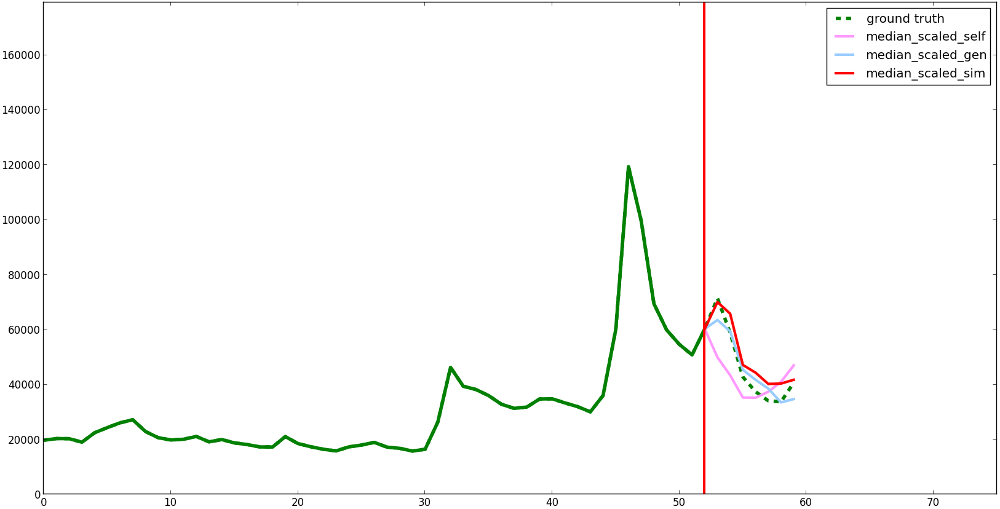 ground truth
median_scaled_self
median_scaled_gen
median_scaled_sim
160000
140000
120000
100000
80000
60000
40000
20000
0
0 10 20 30 40 50 60 70